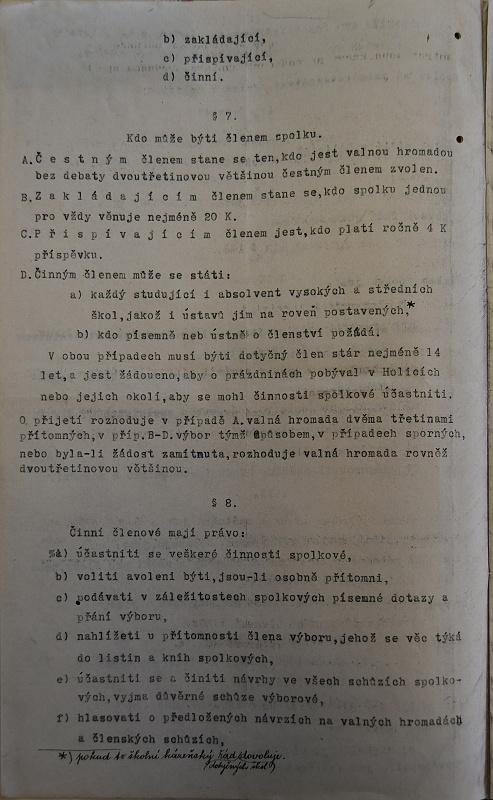 b) zakládající,
c) přispívající,
d) činní.
§ 7.
Kdo může býti členem spolku.
A.Č e s t n ý m členem stane se ten,kdo jest valnou hromadou
bez debaty dvoutřetinovou většinou čestným členem zvolen.
B.Z a k l á d a j í c í m členem stane se,kdo spolku jednou
pro vždy věnuje nejméně 20 K.
C.P ř i s p í v a j í c í m členem jest,kdo platí ročně 4 K
příspěvku.
D.Činným členem může se státi:
a) každý studující i absolvent vysokých a středních
škol,jakož i ústavů jim na roveň postavených,*
b) kdo písemně neb ústně o členství požádá.
V obou případech musí býti dotyčný člen stár nejméně 14
let,a jest žádoucno,aby o prázdninách pobýval v Holicích
nebo jejich okolí,aby se mohl činnosti spolkové účastniti.
O přijetí rozhoduje v případě A.valná hromada dvěma třetinami
přítomných,v příp.B-D.výbor týmž způsobem,v případech sporných,
nebo byla-li žádost zamítnuta,rozhoduje valná hromada rovněž
dvoutřetinovou většinou.
§ 8.
Činní členové mají právo:
a) účastniti se veškeré činnosti spolkové,
b) voliti a voleni býti,jsou-li osobně přítomni,
c) podávati v záležitostech spolkových písemné dotazy a
přání výboru,
d) nahlížeti u přítomnosti člena výboru,jehož se věc týká
do listin a knih spolkových,
e) účastniti se a činiti návrhy ve všech schůzích spolko-
vých,vyjma důvěrné schůze výborové,
f) hlasovati o předložených návrzích na valných hromadách
a členských schůzích,
*) pokud to školní kázeňský řád dovoluje.
(dotyčných škol)